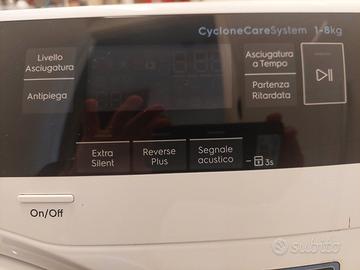 CycloneCareSystem 1-8kg
Livello
Asciugatura
Asciugatura
a Tempo
Antipiega
Partenza
Ritardata
Extra
Silent
Reverse
Plus
Segnale
acustico
3s
On/Off
subito